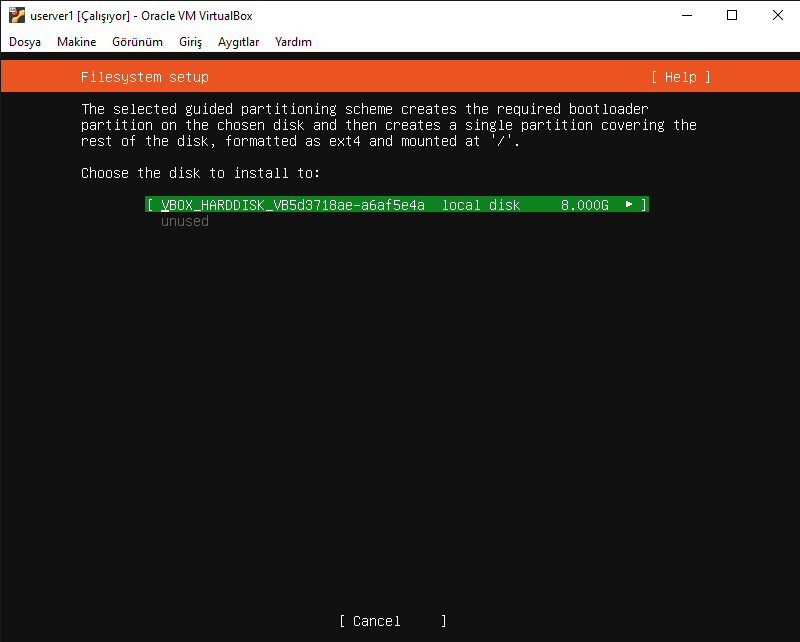 userver1 [Çalışıyor] - Oracle VM VirtualBox
Dosya Makine Görünüm Giriş Aygıtlar Yardım
Filesystem setup [ Help ]
The selected guided partitioning scheme creates the required bootloader
partition on the chosen disk and then creates a single partition covering the
rest of the disk, formatted as ext4 and mounted at '/'.
Choose the disk to install to:
[ VBOX_HARDDISK_VB5d3718ae-a6af5e4a local disk 8.000G ▸ ]
unused
[ Cancel ]